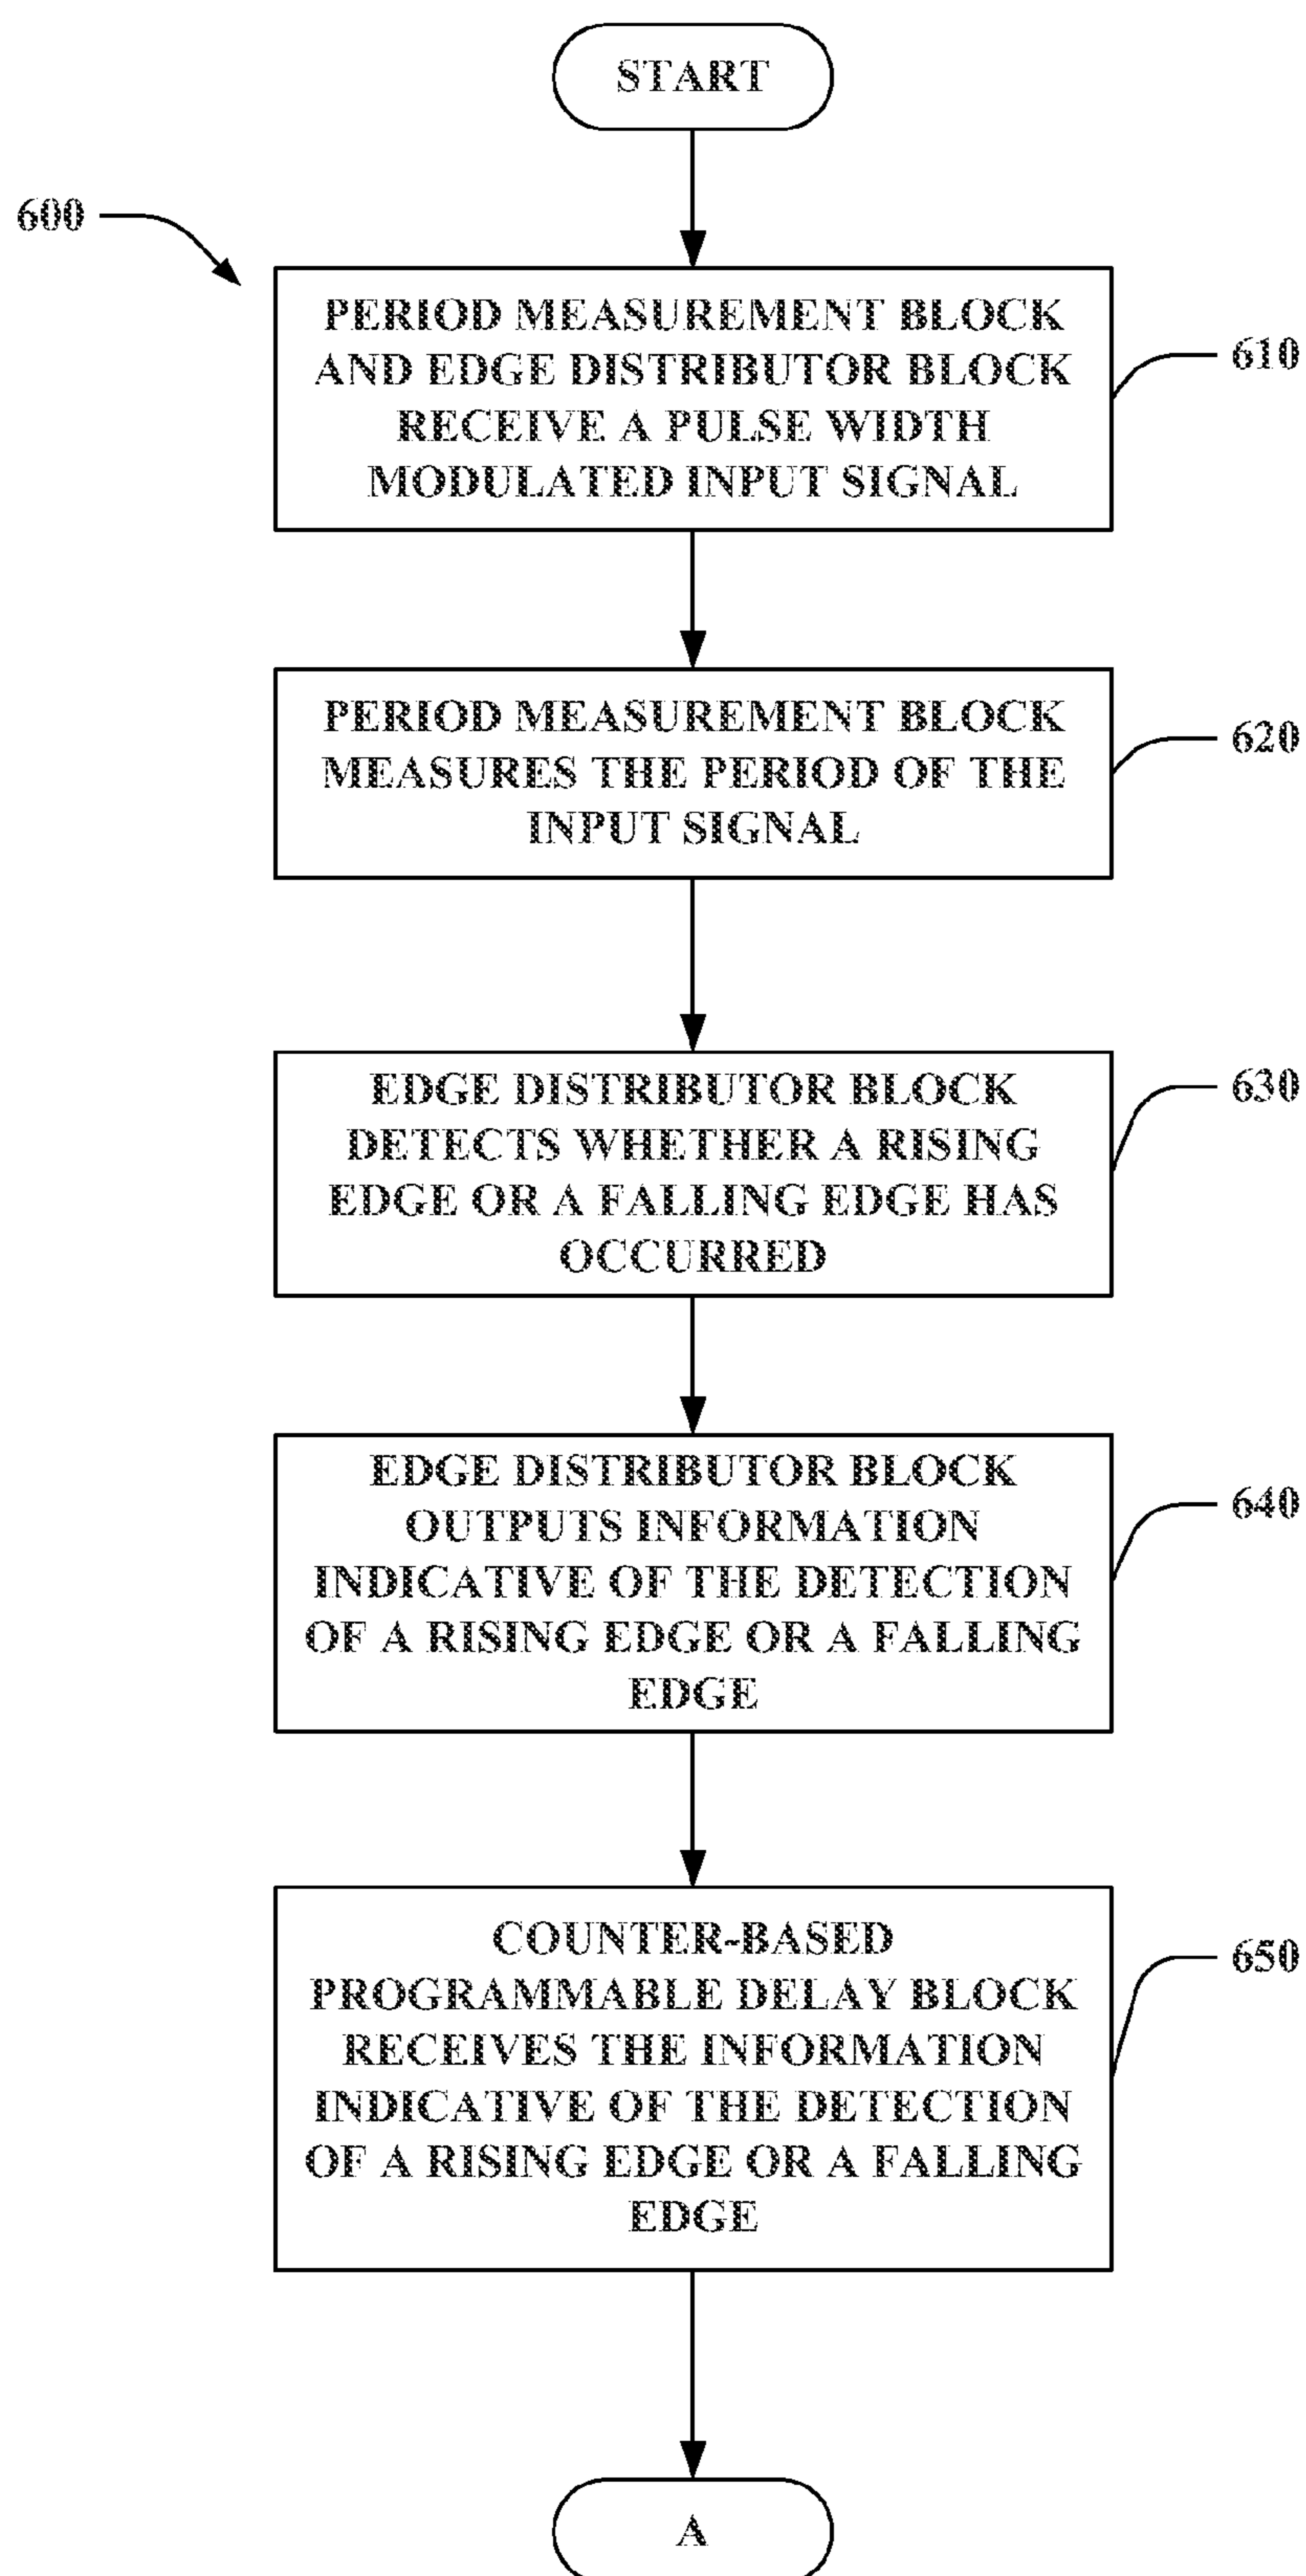 START
600
PERIOD MEASUREMENT BLOCK
AND EDGE DISTRIBUTOR BLOCK
RECEIVE A PULSE WIDTH
MODULATED INPUT SIGNAL
610
PERIOD MEASUREMENT BLOCK
MEASURES THE PERIOD OF THE
INPUT SIGNAL
620
EDGE DISTRIBUTOR BLOCK
DETECTS WHETHER A RISING
EDGE OR A FALLING EDGE HAS
OCCURRED
630
EDGE DISTRIBUTOR BLOCK
OUTPUTS INFORMATION
INDICATIVE OF THE DETECTION
OF A RISING EDGE OR A FALLING
EDGE
640
COUNTER-BASED
PROGRAMMABLE DELAY BLOCK
RECEIVES THE INFORMATION
INDICATIVE OF THE DETECTION
OF A RISING EDGE OR A FALLING
EDGE
650
A